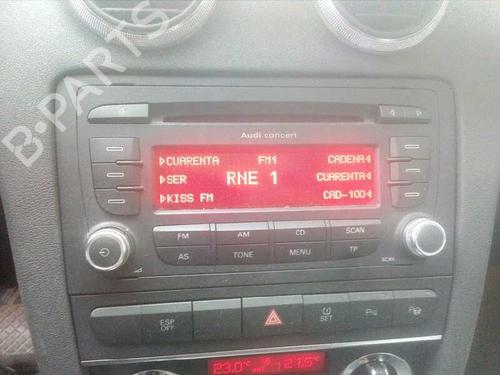 B-PARTS
Audi concert
CUARENTA FM1 CADENA
SER RNE 1 CUARENTA
KISS FM CAD-100
FM AM CD SCAN
AS TONE MENU TP
SCAN
ESP OFF SET
23.0°C 21.5°C